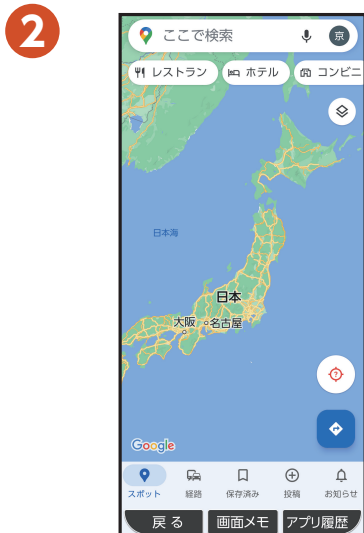 2
ここで検索
京
レストラン
ホテル
コンビニ
日本海
日本
大阪
名古屋
?
Google
スポット
経路
保存済み
投稿
お知らせ
戻る
画面メモ
アプリ履歴